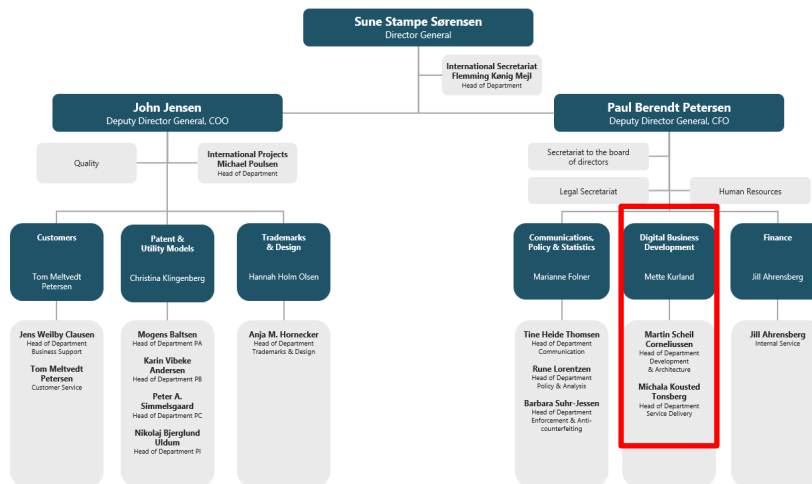 Sune Stampe Sørensen
Director General
International Secretariat
Flemming Kønig Mejl
Head of Department
John Jensen
Deputy Director General, COO
Paul Berendt Petersen
Deputy Director General, CFO
Quality
International Projects
Michael Poulsen
Head of Department
Secretariat to the board
of directors
Legal Secretariat
Human Resources
Customers
Tom Meltvedt
Petersen
Patent &
Utility Models
Christina Klingenberg
Trademarks
& Design
Hannah Holm Olsen
Communications,
Policy & Statistics
Marianne Folner
Digital Business
Development
Mette Kurland
Finance
Jill Ahrensberg
Jens Weilby Clausen
Head of Department
Business Support
Tom Meltvedt
Petersen
Customer Service
Mogens Baltsen
Head of Department PA
Karin Vibeke
Andersen
Head of Department PB
Peter A.
Simmelsgaard
Head of Department PC
Nikolaj Bjerglund
Uldum
Head of Department PI
Anja M. Hornecker
Head of Department
Trademarks & Design
Tine Heide Thomsen
Head of Department
Communication
Rune Lorentzen
Head of Department
Policy & Analysis
Barbara Suhr-Jessen
Head of Department
Enforcement & Anti-
counterfeiting
Martin Scheil
Corneliussen
Head of Department
Development
& Architecture
Michala Kousted
Tonsberg
Head of Department
Service Delivery
Jill Ahrensberg
Internal Service